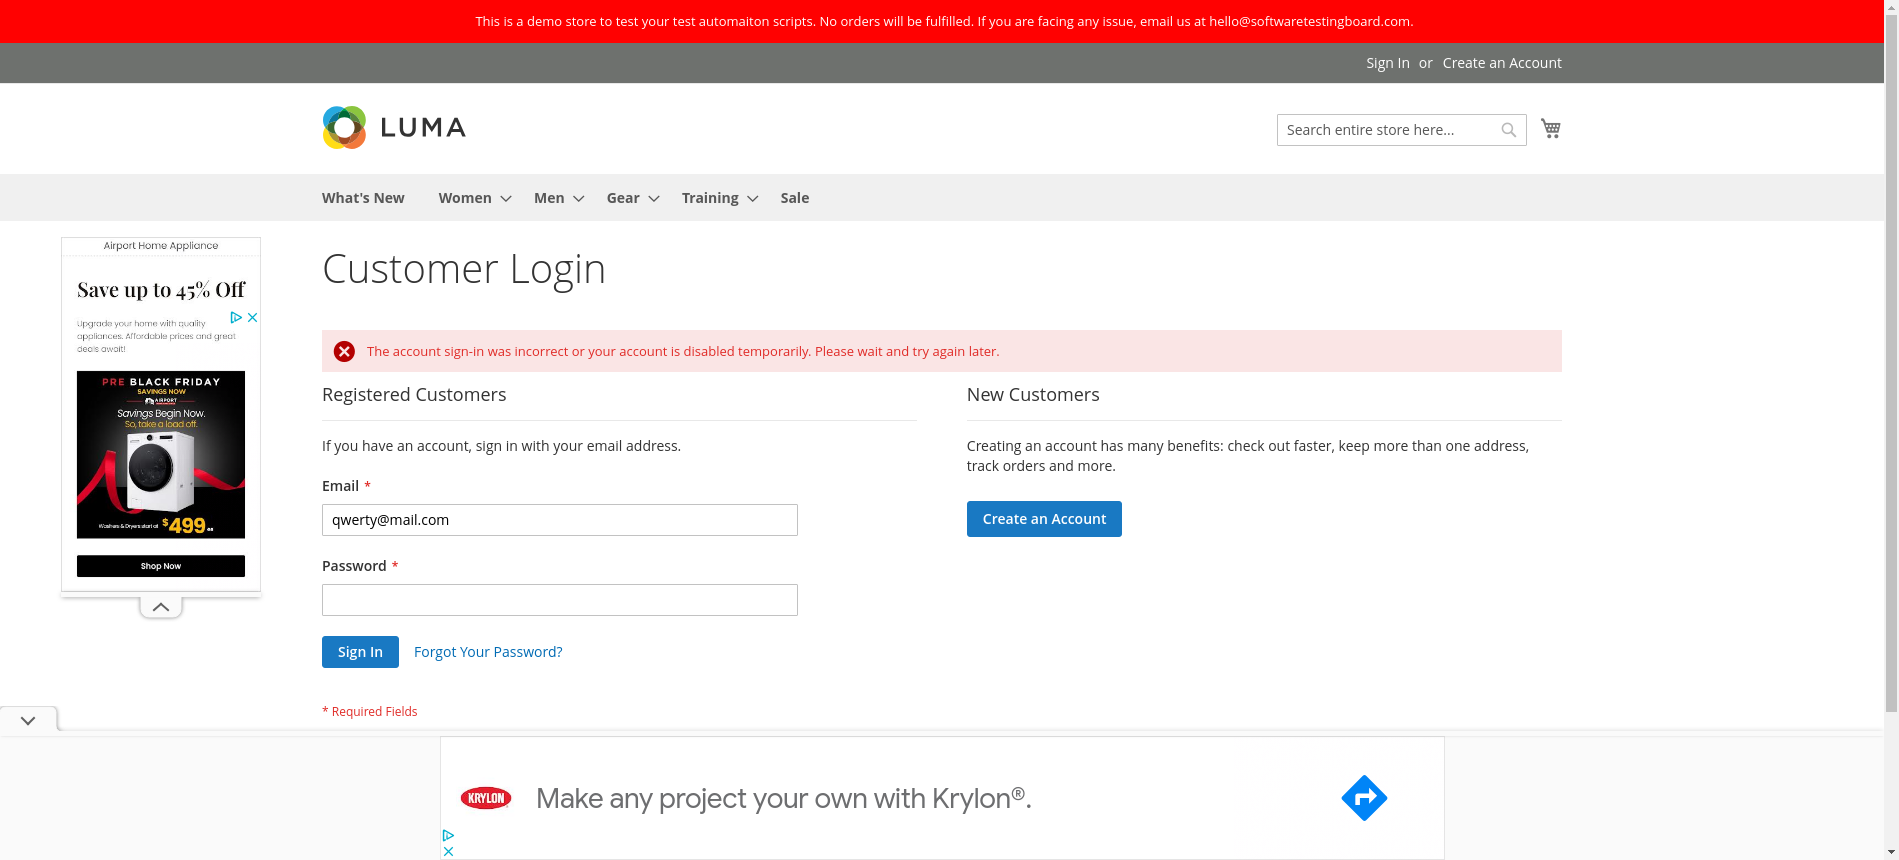 This is a demo store to test your test automaiton scripts. No orders will be fulfilled. If you are facing any issue, email us at hello@softwaretestingboard.com.
Sign In or Create an Account
LUMA
Search entire store here...
What's New Women Men Gear Training Sale
Airport Home Appliance
Save up to 45% Off
Upgrade your home with quality
appliances. Affordable prices and great
deals await!
PRE BLACK FRIDAY
SAVINGS NOW
AIRPORT
Savings Begin Now.
So, take a load off.
Washers & Dryers start at $499 ea
Shop Now
Customer Login
The account sign-in was incorrect or your account is disabled temporarily. Please wait and try again later.
Registered Customers
If you have an account, sign in with your email address.
Email *
qwerty@mail.com
Password *
Sign In Forgot Your Password?
* Required Fields
New Customers
Creating an account has many benefits: check out faster, keep more than one address,
track orders and more.
Create an Account
KRYLON
Make any project your own with Krylon®.